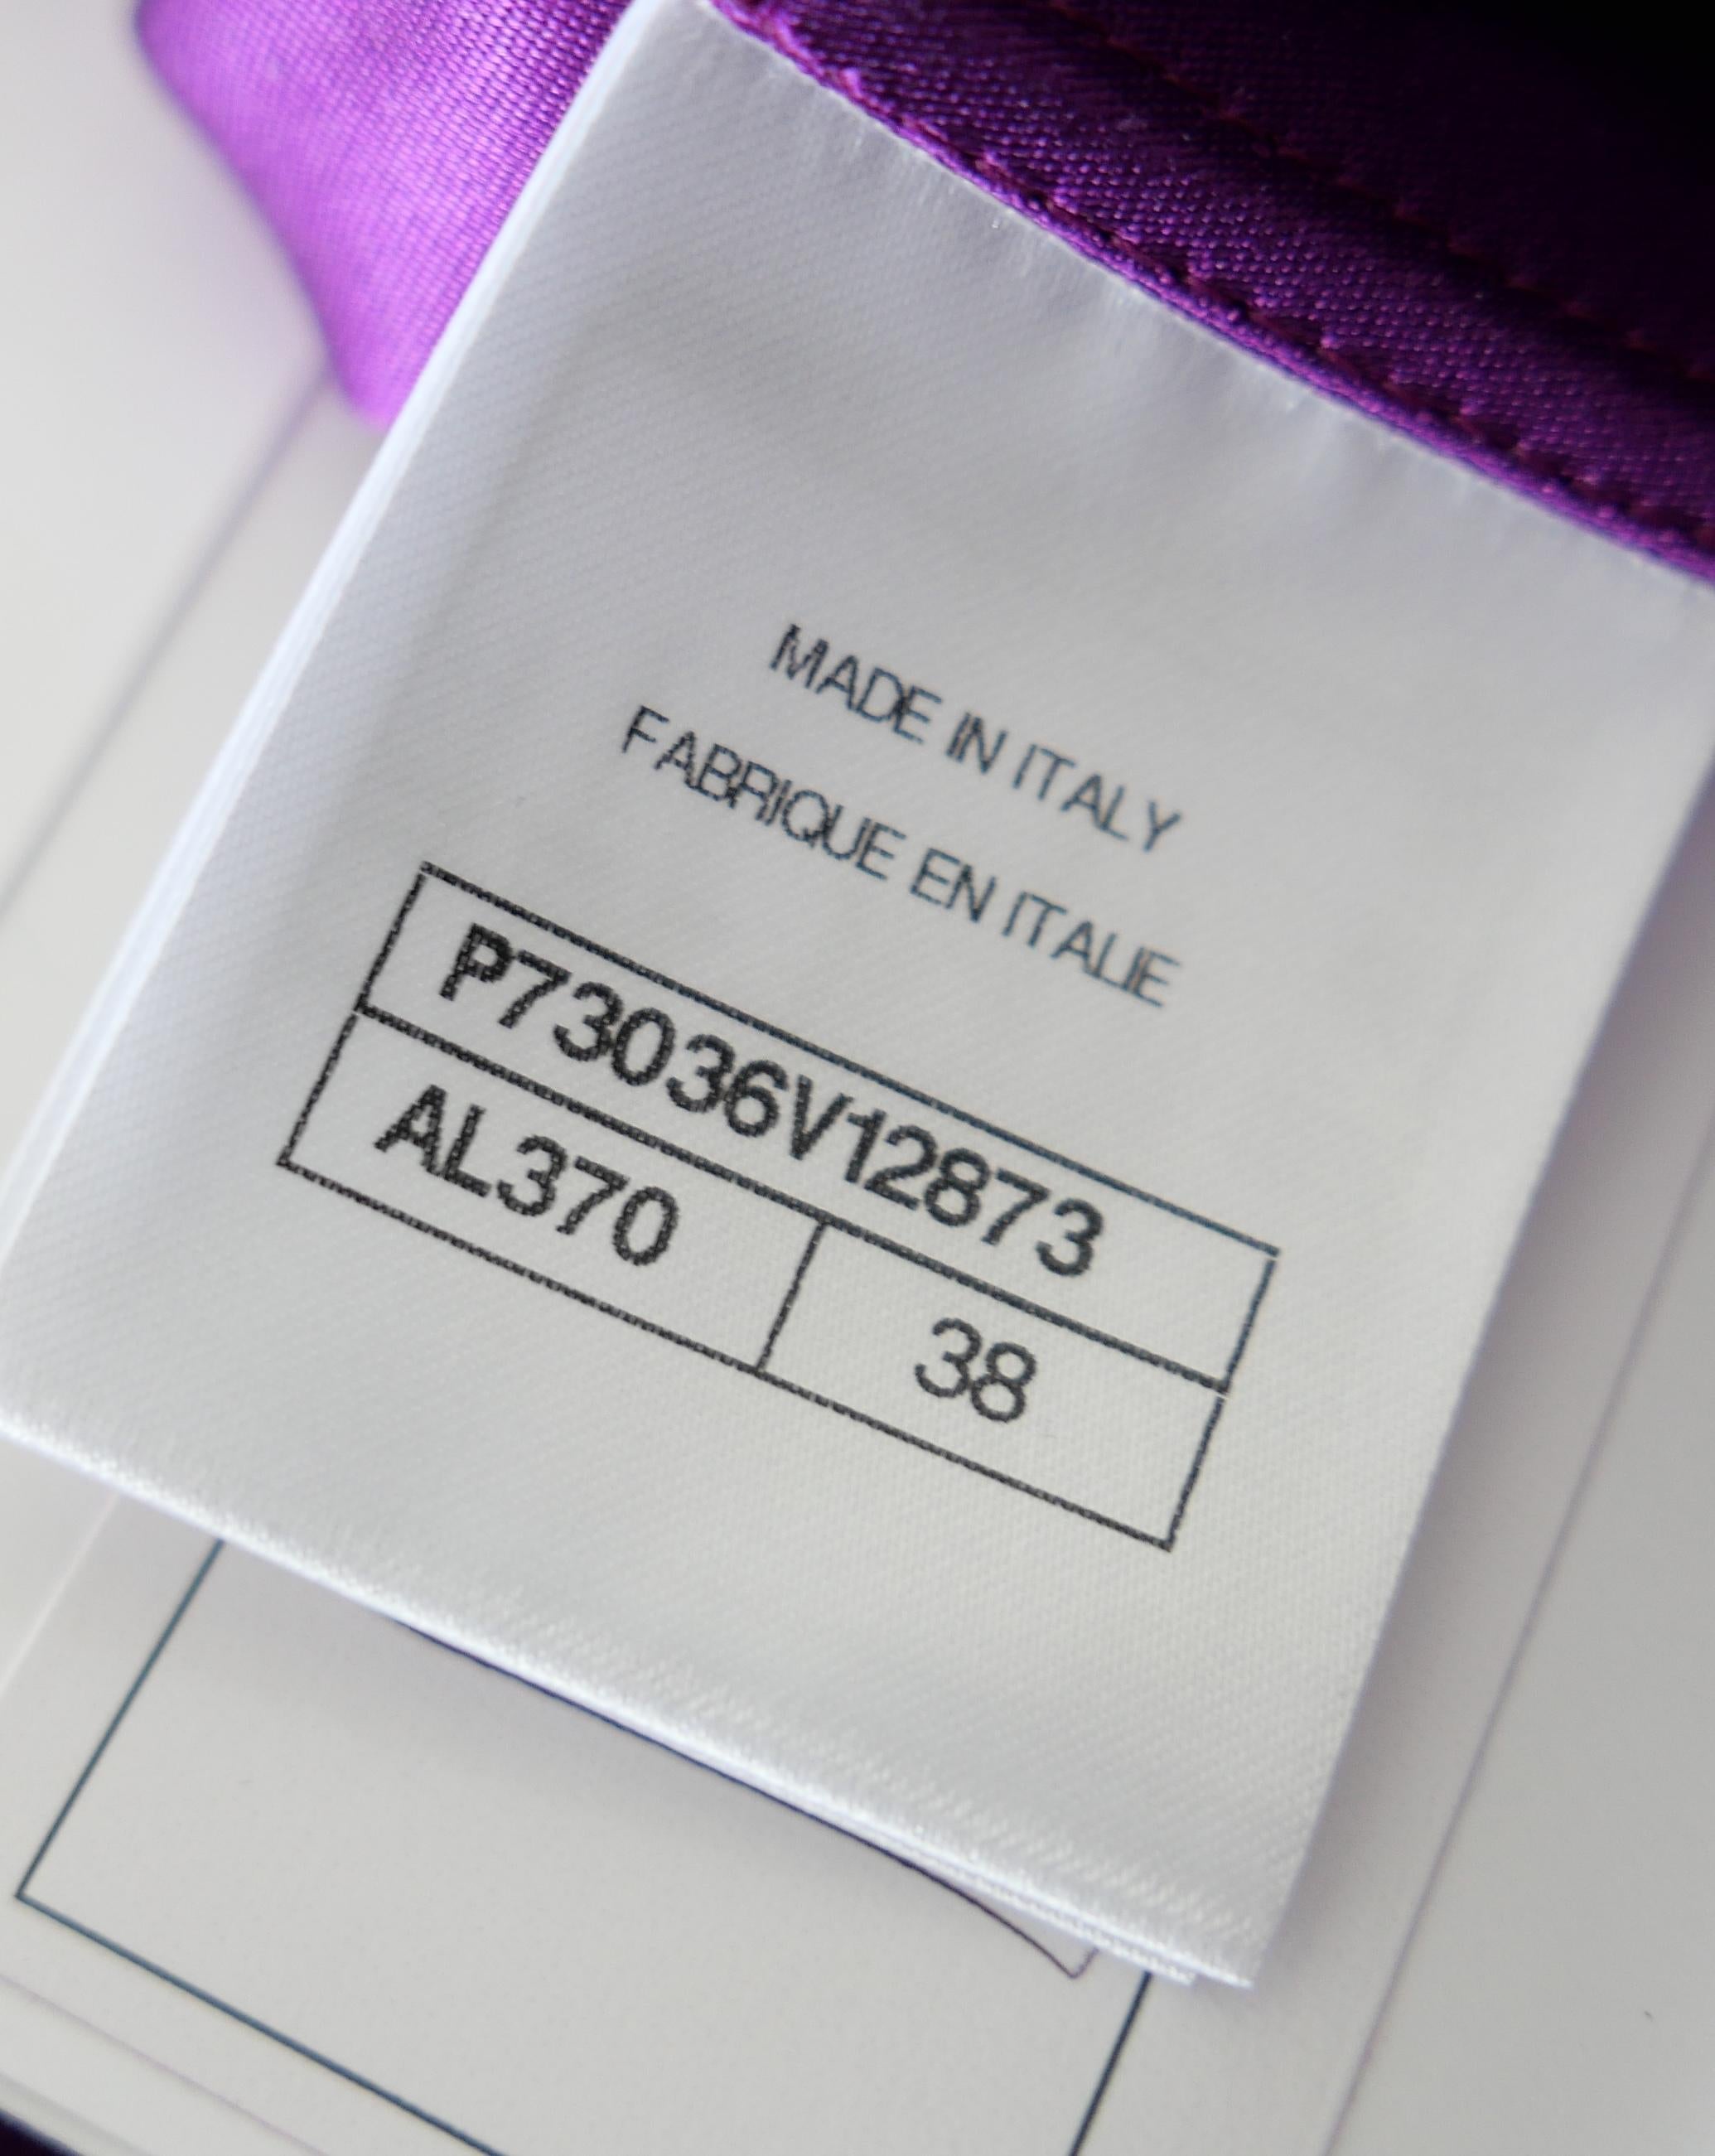 MADE IN ITALY
FABRIQUE EN ITALIE
P73036V12873
AL370 38